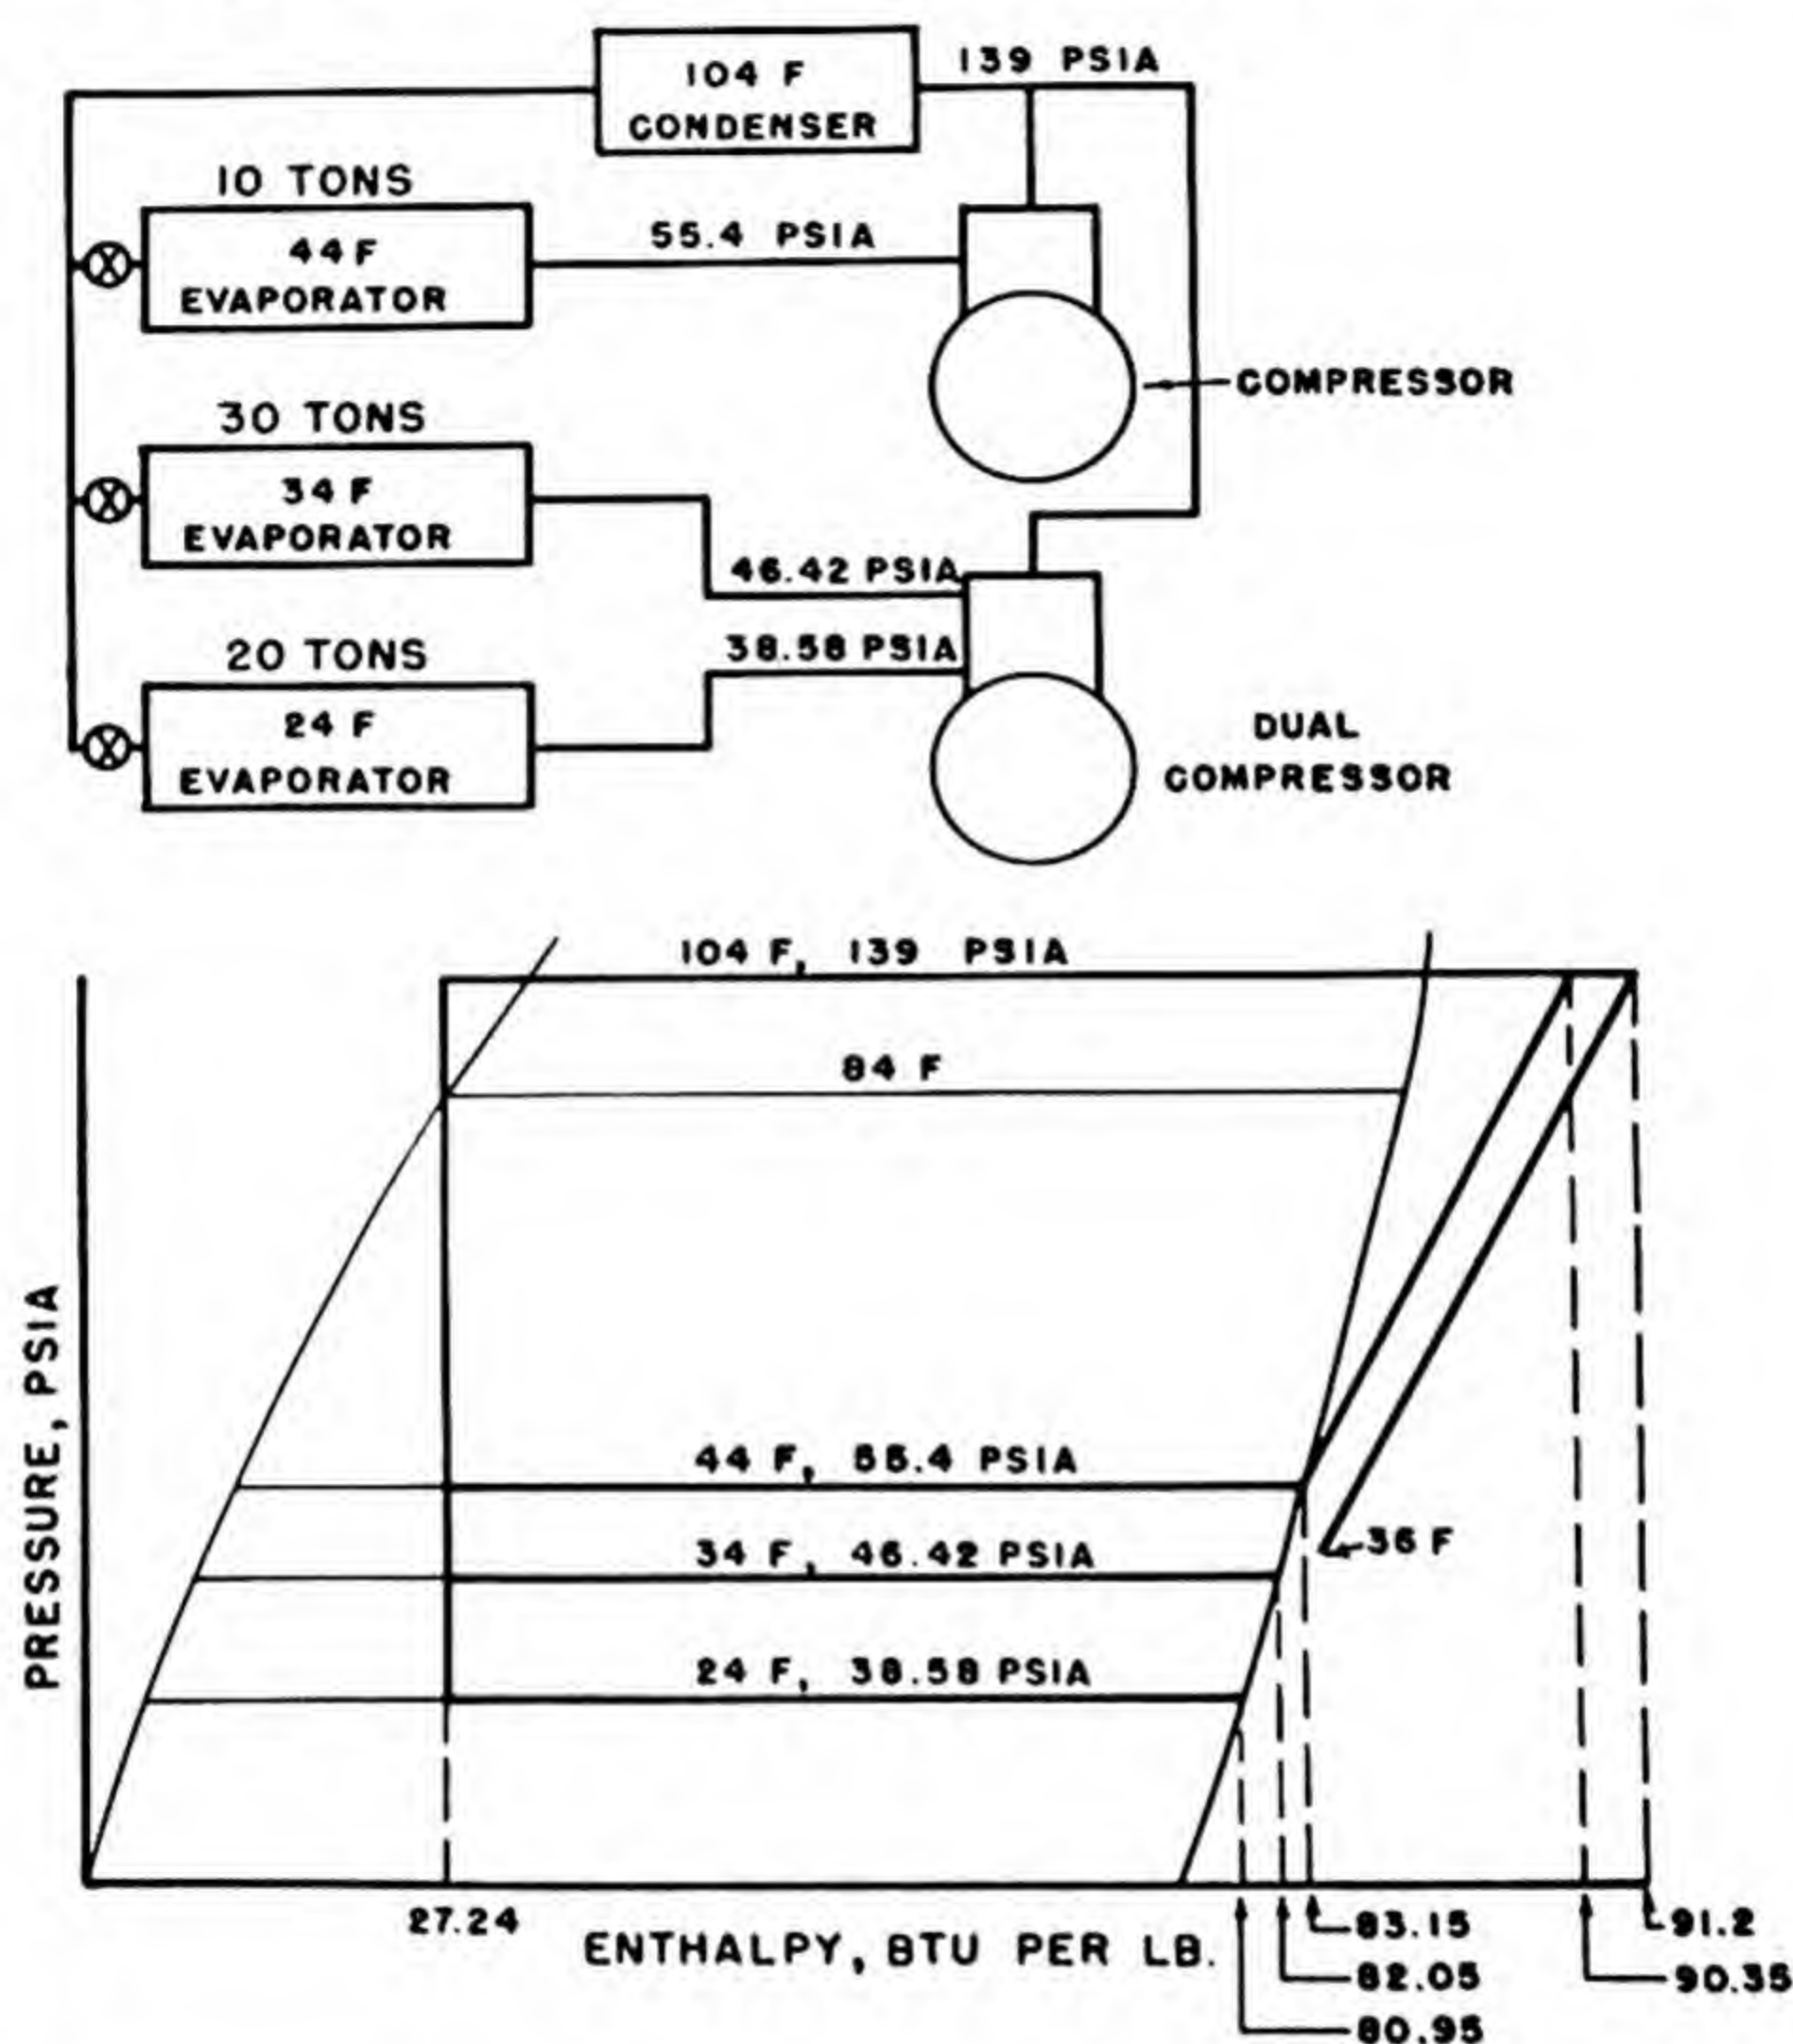 104 F
CONDENSER
139 PSIA
10 TONS
44 F
EVAPORATOR
55.4 PSIA
COMPRESSOR
30 TONS
34 F
EVAPORATOR
46.42 PSIA
38.58 PSIA
20 TONS
24 F
EVAPORATOR
DUAL
COMPRESSOR
104 F, 139 PSIA
84 F
44 F, 55.4 PSIA
36 F
34 F, 46.42 PSIA
24 F, 38.58 PSIA
PRESSURE, PSIA
27.24
ENTHALPY, BTU PER LB.
83.15
91.2
82.05
90.35
80.95